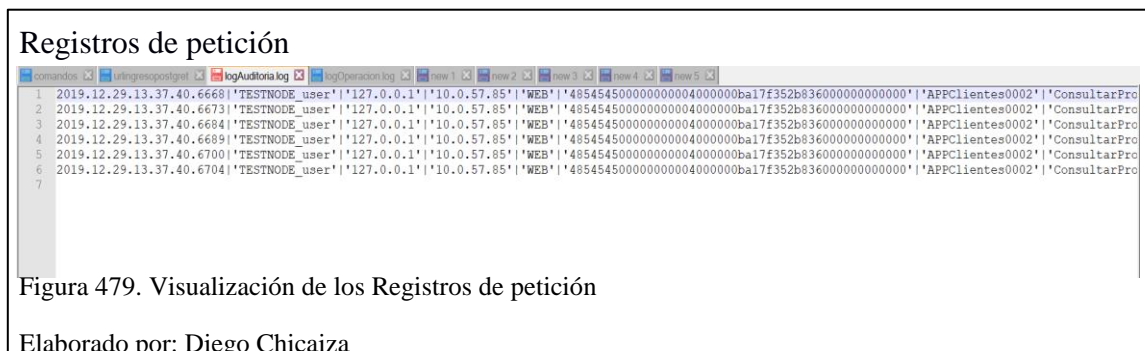 Registros de petición
comandos urlingresopostgret logAuditoria.log logOperacion.log new 1 new 2 new 3 new 4 new 5
1 2019.12.29.13.37.40.6668|'TESTNODE_user'|'127.0.0.1'|'10.0.57.85'|'WEB'|'485454500000000004000000ba17f352b836000000000000'|'APPClientes0002'|'ConsultarPro
2 2019.12.29.13.37.40.6673|'TESTNODE_user'|'127.0.0.1'|'10.0.57.85'|'WEB'|'485454500000000004000000ba17f352b836000000000000'|'APPClientes0002'|'ConsultarPro
3 2019.12.29.13.37.40.6684|'TESTNODE_user'|'127.0.0.1'|'10.0.57.85'|'WEB'|'485454500000000004000000ba17f352b836000000000000'|'APPClientes0002'|'ConsultarPro
4 2019.12.29.13.37.40.6689|'TESTNODE_user'|'127.0.0.1'|'10.0.57.85'|'WEB'|'485454500000000004000000ba17f352b836000000000000'|'APPClientes0002'|'ConsultarPro
5 2019.12.29.13.37.40.6700|'TESTNODE_user'|'127.0.0.1'|'10.0.57.85'|'WEB'|'485454500000000004000000ba17f352b836000000000000'|'APPClientes0002'|'ConsultarPro
6 2019.12.29.13.37.40.6704|'TESTNODE_user'|'127.0.0.1'|'10.0.57.85'|'WEB'|'485454500000000004000000ba17f352b836000000000000'|'APPClientes0002'|'ConsultarPro
7
Figura 479. Visualización de los Registros de petición
Elaborado por: Diego Chicaiza